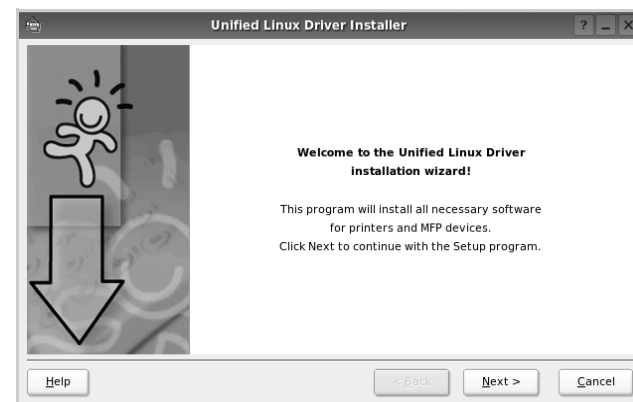 Unified Linux Driver Installer
Welcome to the Unified Linux Driver
installation wizard!
This program will install all necessary software
for printers and MFP devices.
Click Next to continue with the Setup program.
Help
< Back
Next >
Cancel